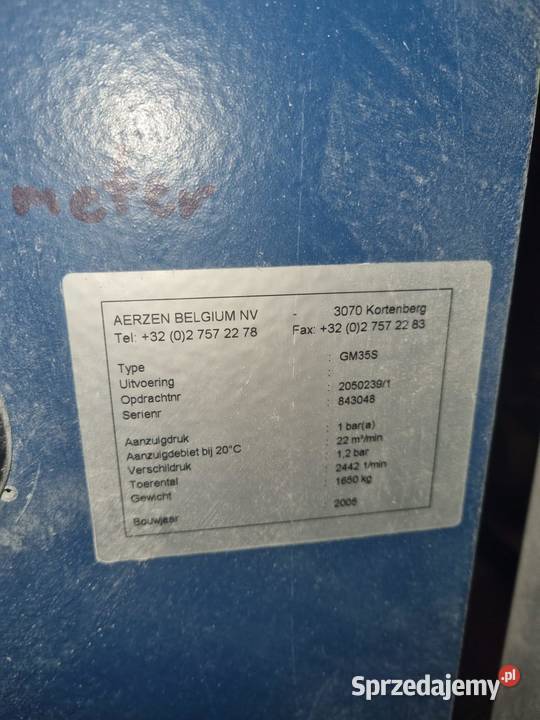 meter
AERZEN BELGIUM NV - 3070 Kortenberg
Tel: +32 (0)2 757 22 78 Fax: +32 (0)2 757 22 83
Type : GM35S
Uitvoering :
Opdrachtnr : 2050239/1
Serienr : 843048
Aanzuigdruk : 1 bar(a)
Aanzuigdebiet bij 20°C : 22 m³/min
Verschildruk : 1,2 bar
Toerental : 2442 1/min
Gewicht : 1650 kg
Bouwjaar : 2005
Sprzedajemy.pl